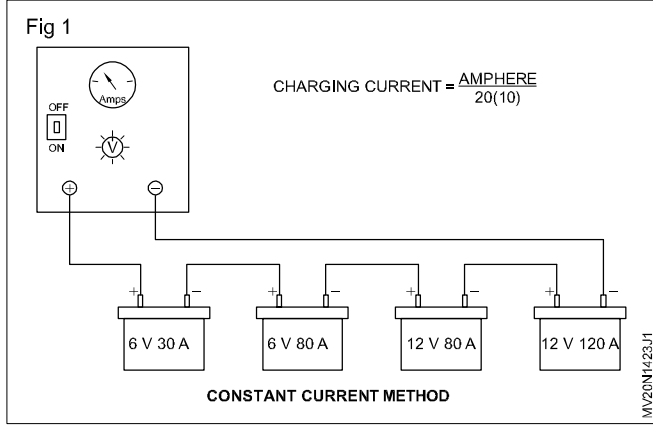 Fig 1
Amps
OFF
ON
V
CHARGING CURRENT = AMPHERE
20(10)
+ −
+ − + − + − + −
6 V 30 A 6 V 80 A 12 V 80 A 12 V 120 A
CONSTANT CURRENT METHOD
MV20N1423J1